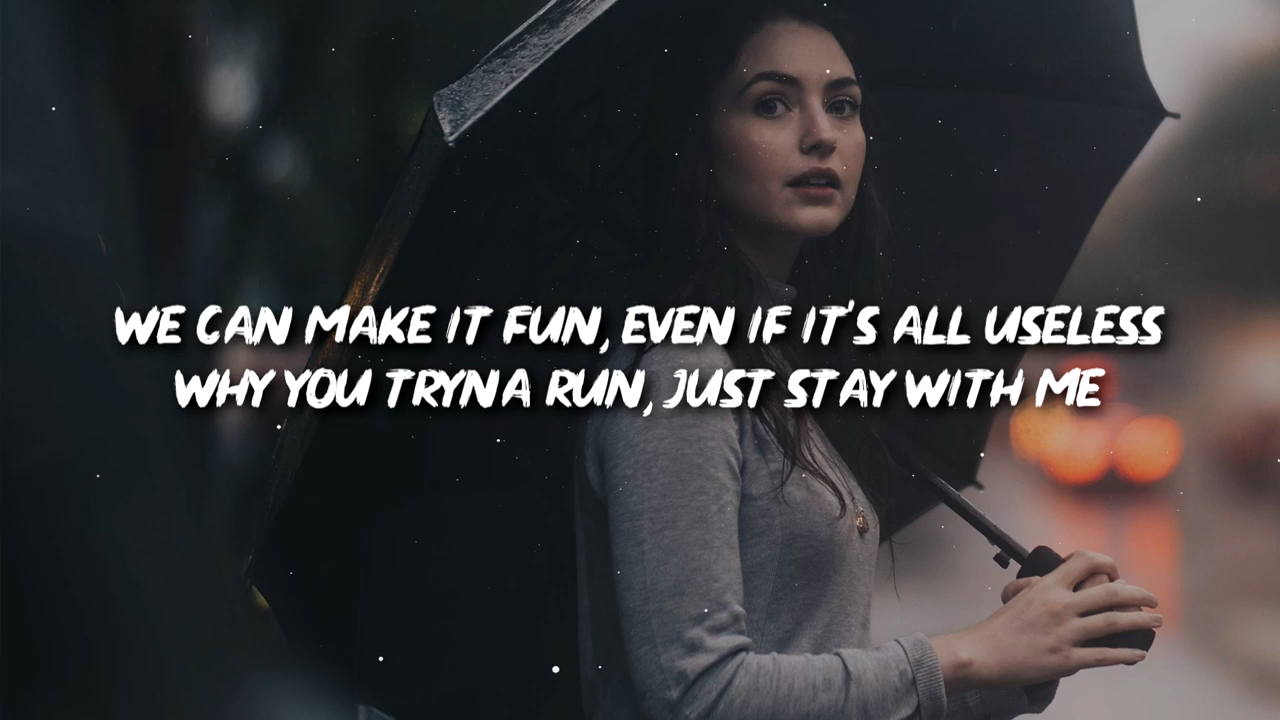 WE CAN MAKE IT FUN, EVEN IF IT'S ALL USELESS
WHY YOU TRYNA RUN, JUST STAY WITH ME